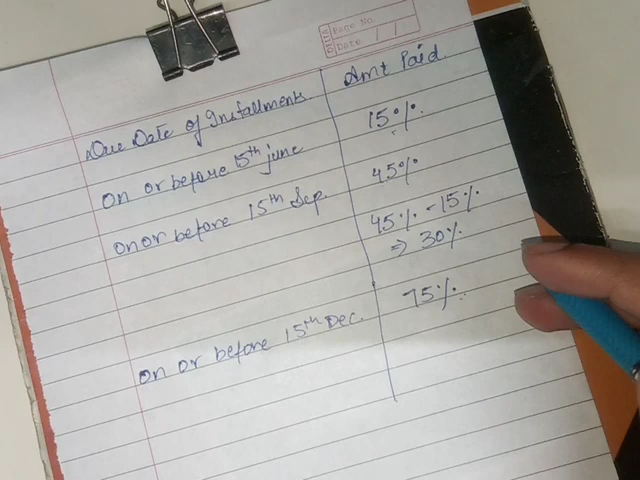 Page No.
Date / /
Due Date of Installments Amt Paid
on or before 15th june 15%
on or before 15th Sep. 45%
45% - 15%
⇒ 30%
on or before 15th Dec. 75%